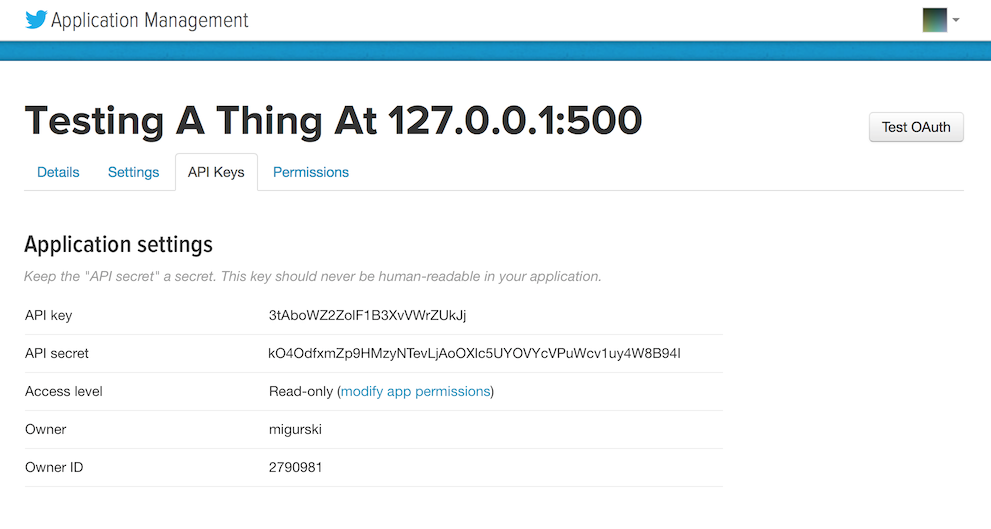 Application Management
Testing A Thing At 127.0.0.1:500
Test OAuth
Details Settings API Keys Permissions
Application settings
Keep the "API secret" a secret. This key should never be human-readable in your application.
API key 3tAboWZ2ZolF1B3XvVWrZUkJj
API secret kO4OdfxmZp9HMzyNTevLjAoOXlc5UYOVYcVPuWcv1uy4W8B94I
Access level Read-only (modify app permissions)
Owner migurski
Owner ID 2790981